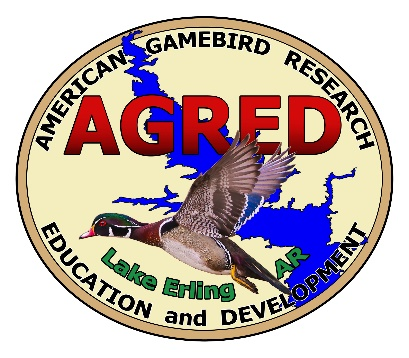 AMERICAN GAMEBIRD RESEARCH
AGRED
Lake Erling AR
EDUCATION and DEVELOPMENT